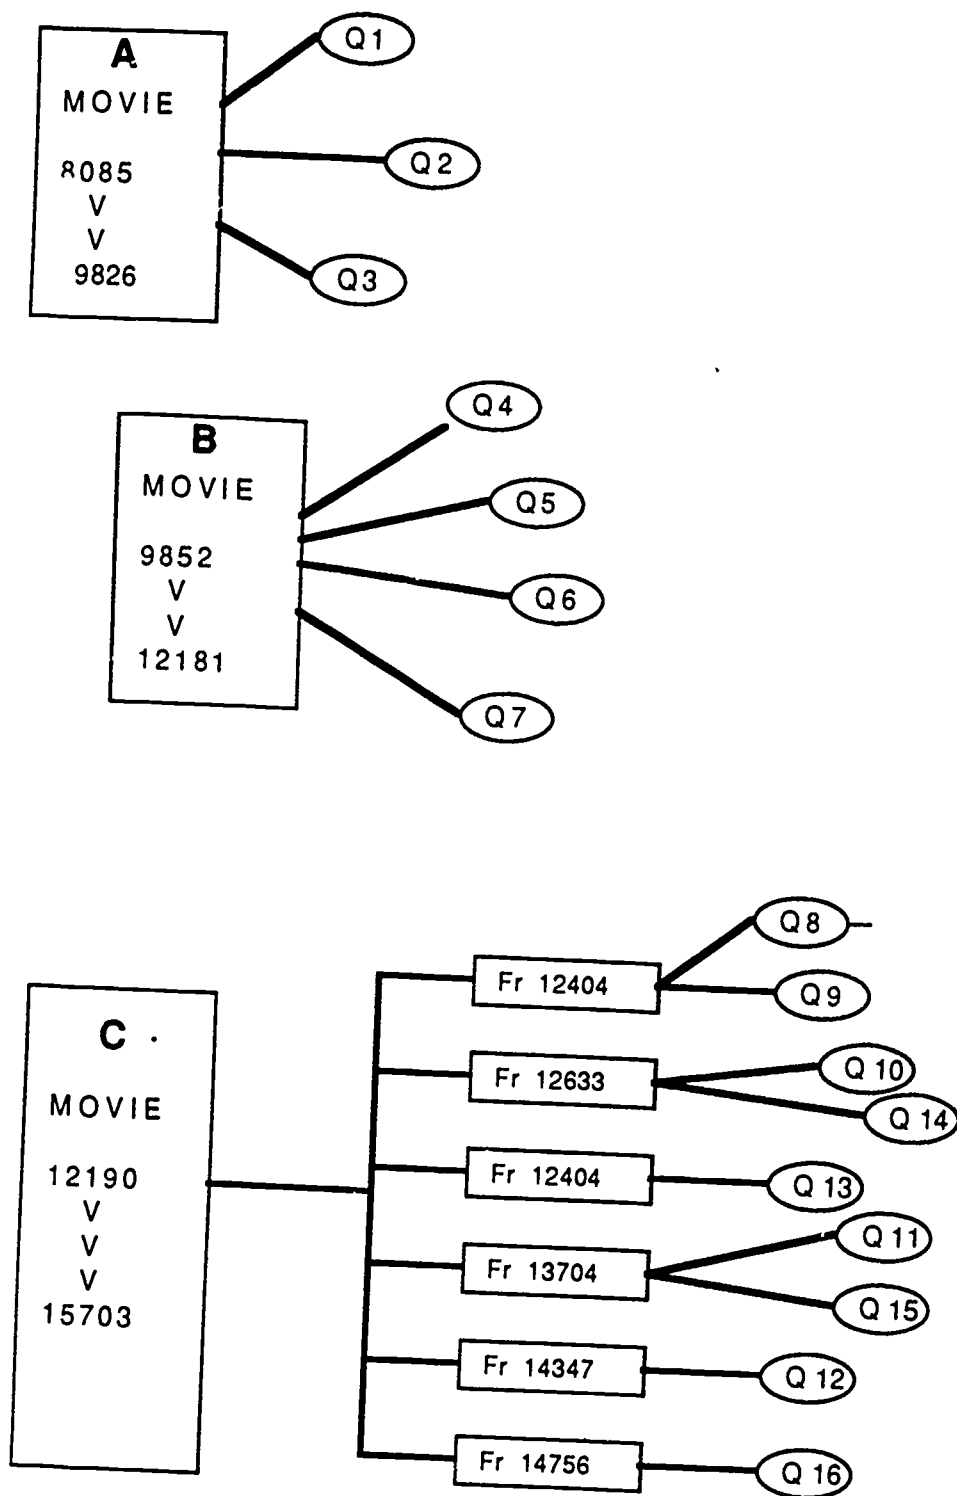 A
MOVIE
8085
V
V
9826
Q1
Q2
Q3
B
MOVIE
9852
V
V
12181
Q4
Q5
Q6
Q7
C
MOVIE
12190
V
V
V
15703
Fr 12404
Q8
Q9
Fr 12633
Q 10
Q 14
Fr 12404
Q 13
Fr 13704
Q 11
Q 15
Fr 14347
Q 12
Fr 14756
Q 16